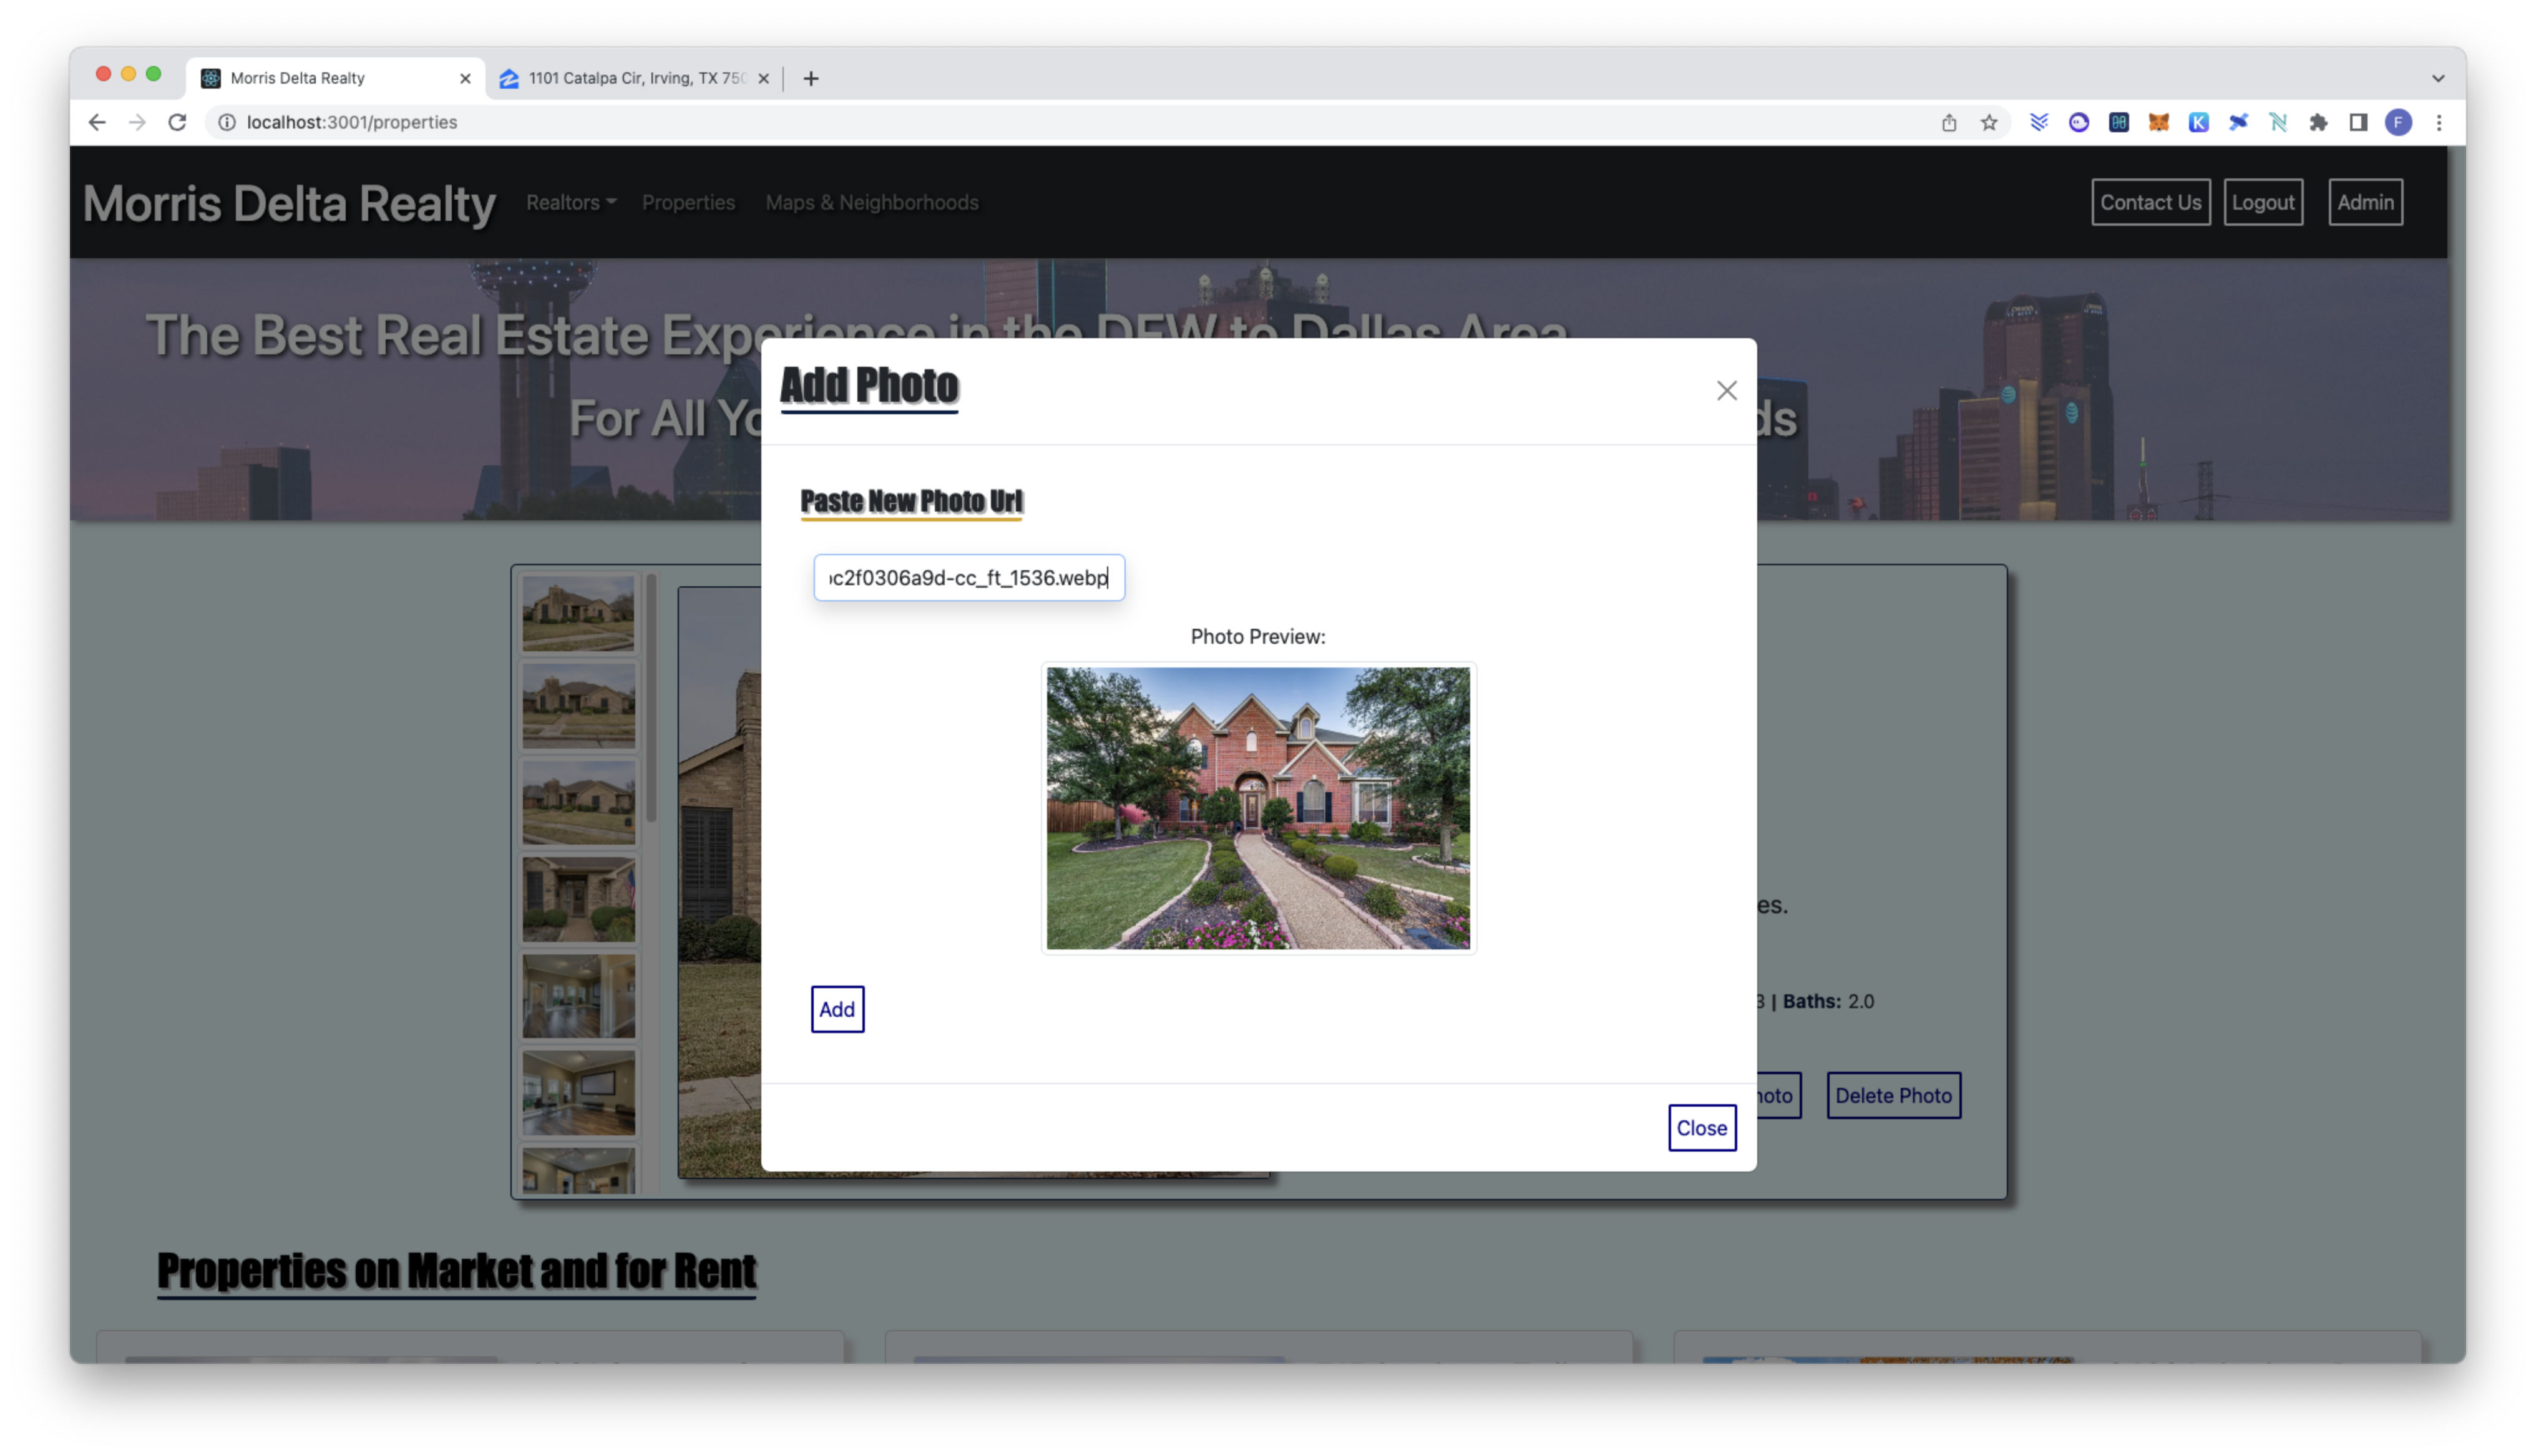 Morris Delta Realty
1101 Catalpa Cir, Irving, TX 750
localhost:3001/properties
F
Morris Delta Realty Realtors Properties Maps & Neighborhoods Contact Us Logout Admin
The Best Real Estate Experience in the DFW to Dallas Area
For All Yo
ds
Add Photo
Paste New Photo Url
c2f0306a9d-cc_ft_1536.webp
Photo Preview:
es.
Add
3 | Baths: 2.0
hoto
Delete Photo
Close
Properties on Market and for Rent